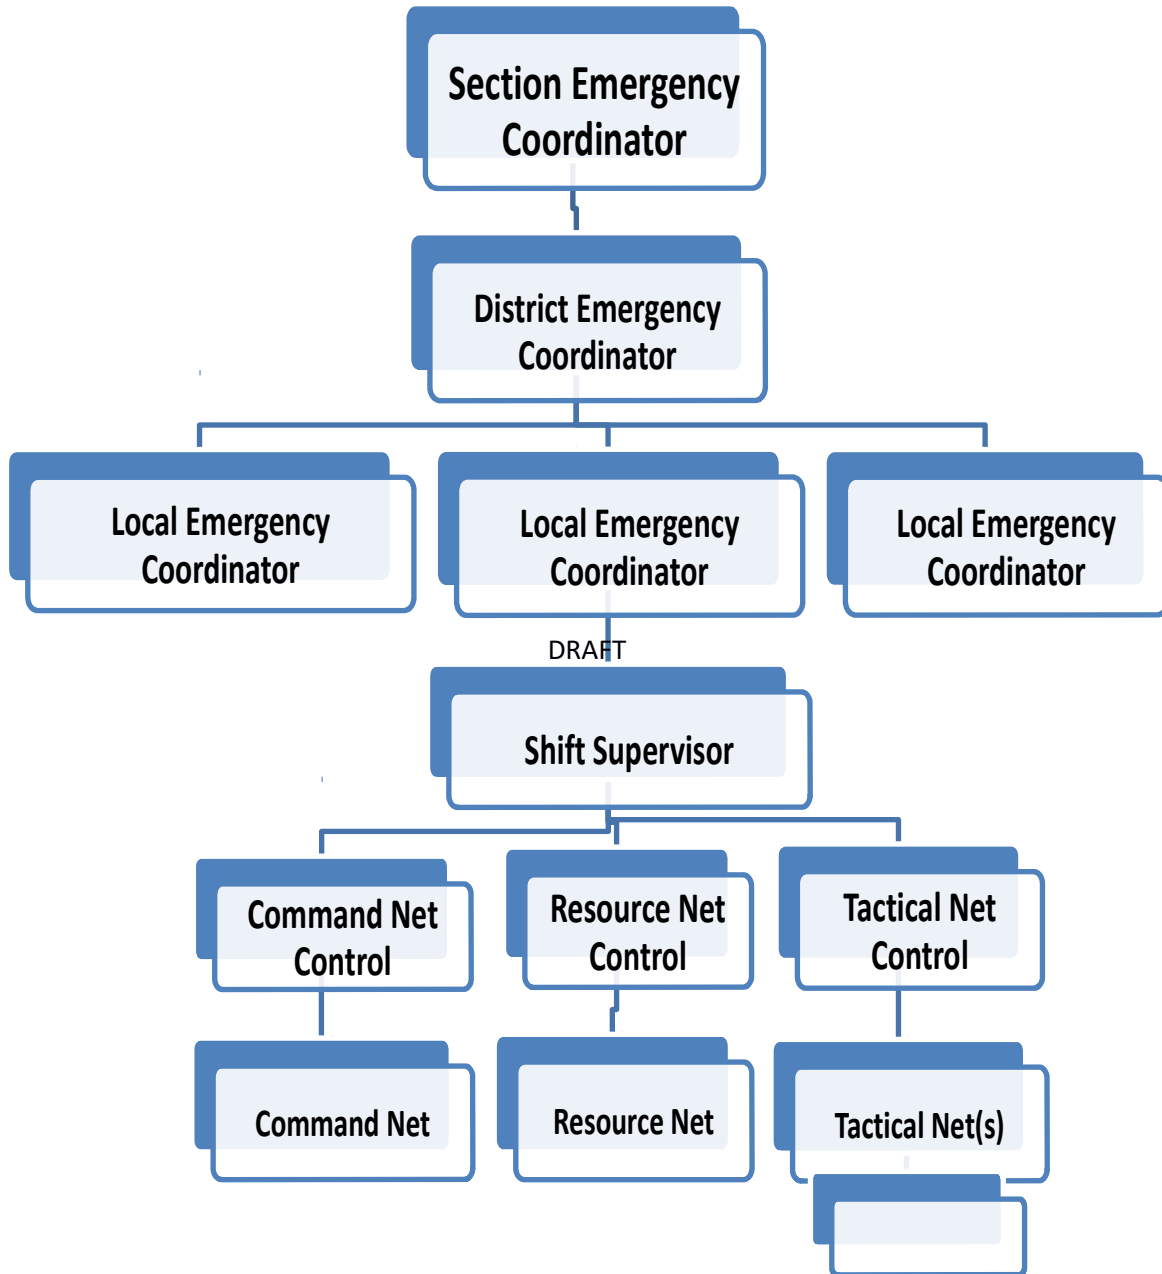 Section Emergency
Coordinator
District Emergency
Coordinator
Local Emergency
Coordinator
Local Emergency
Coordinator
Local Emergency
Coordinator
DRAFT
Shift Supervisor
Command Net
Control
Resource Net
Control
Tactical Net
Control
Command Net
Resource Net
Tactical Net(s)